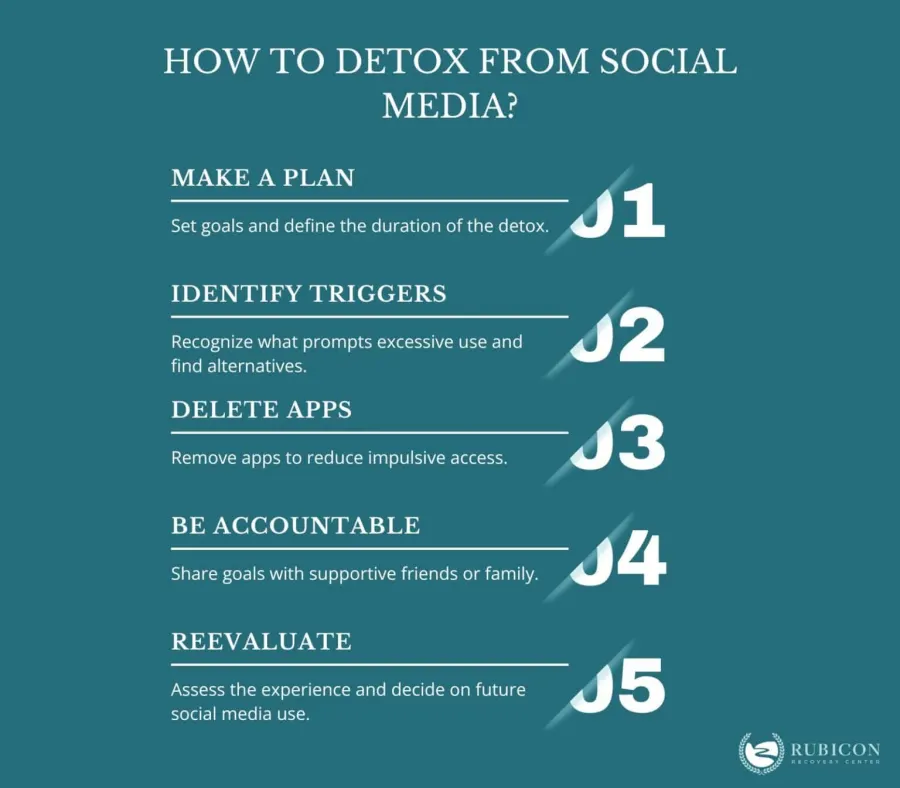 HOW TO DETOX FROM SOCIAL
MEDIA?
MAKE A PLAN
Set goals and define the duration of the detox.
01
IDENTIFY TRIGGERS
Recognize what prompts excessive use and
find alternatives.
02
DELETE APPS
Remove apps to reduce impulsive access.
03
BE ACCOUNTABLE
Share goals with supportive friends or family.
04
REEVALUATE
Assess the experience and decide on future
social media use.
05
RUBICON
RECOVERY CENTER